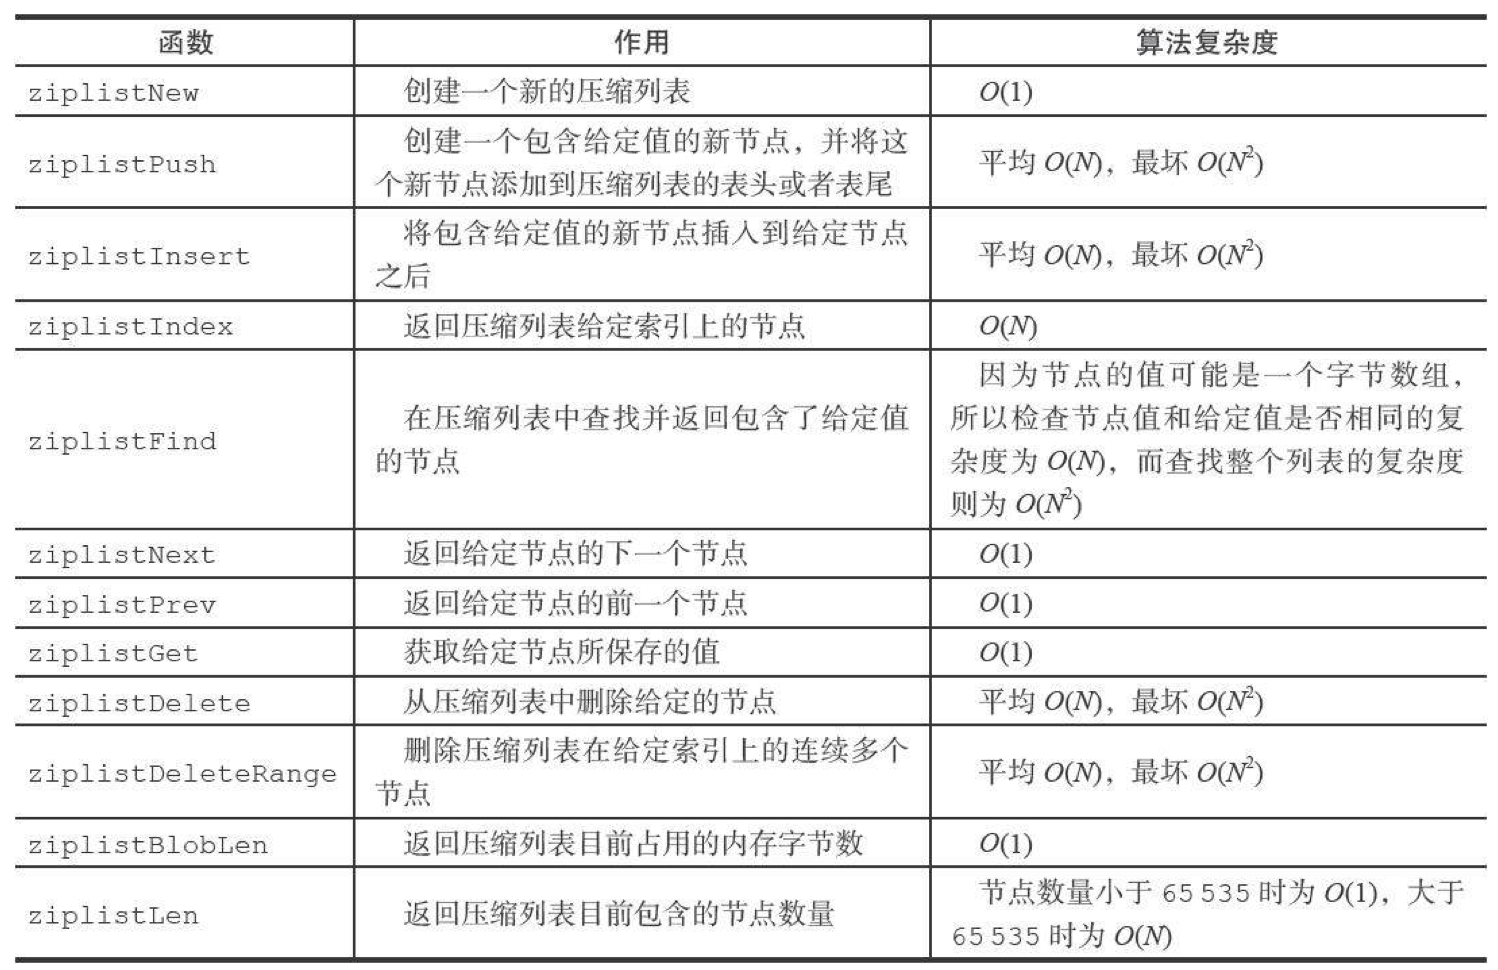 函数 作用 算法复杂度
ziplistNew 创建一个新的压缩列表 O(1)
ziplistPush 创建一个包含给定值的新节点，并将这
个新节点添加到压缩列表的表头或者表尾 平均 O(N)，最坏 O(N²)
ziplistInsert 将包含给定值的新节点插入到给定节点
之后 平均 O(N)，最坏 O(N²)
ziplistIndex 返回压缩列表给定索引上的节点 O(N)
ziplistFind 在压缩列表中查找并返回包含了给定值
的节点
因为节点的值可能是一个字节数组，
所以检查节点值和给定值是否相同的复
杂度为 O(N)，而查找整个列表的复杂度
则为 O(N²)
ziplistNext 返回给定节点的下一个节点 O(1)
ziplistPrev 返回给定节点的前一个节点 O(1)
ziplistGet 获取给定节点所保存的值 O(1)
ziplistDelete 从压缩列表中删除给定的节点 平均 O(N)，最坏 O(N²)
ziplistDeleteRange 删除压缩列表在给定索引上的连续多个
节点 平均 O(N)，最坏 O(N²)
ziplistBlobLen 返回压缩列表目前占用的内存字节数 O(1)
ziplistLen 返回压缩列表目前包含的节点数量 节点数量小于 65 535 时为 O(1)，大于
65 535 时为 O(N)